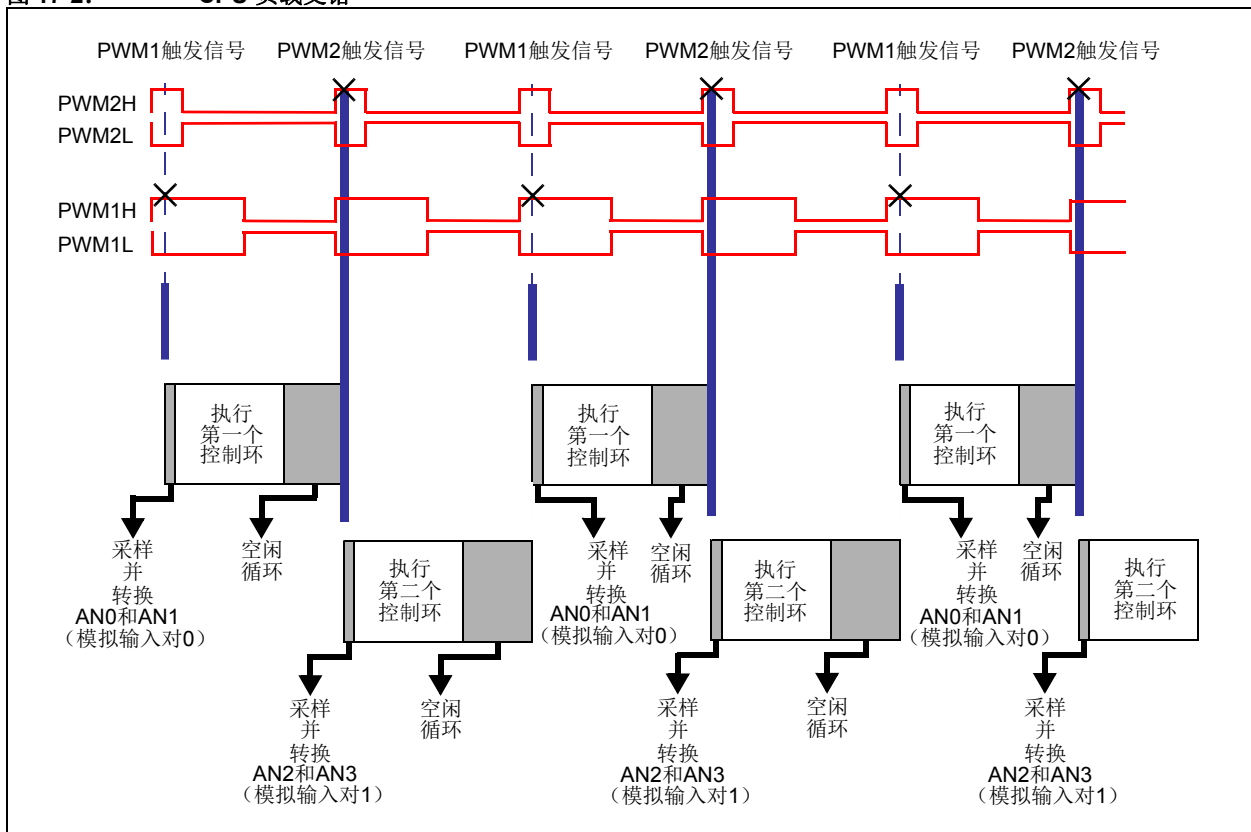 PWM1触发信号 PWM2触发信号 PWM1触发信号 PWM2触发信号 PWM1触发信号 PWM2触发信号
PWM2H
PWM2L
PWM1H
PWM1L
执行
第一个
控制环
执行
第一个
控制环
执行
第一个
控制环
采样
并
转换
AN0和AN1
（模拟输入对0）
空闲
循环
采样
并
转换
AN0和AN1
（模拟输入对0）
空闲
循环
采样
并
转换
AN0和AN1
（模拟输入对0）
空闲
循环
执行
第二个
控制环
执行
第二个
控制环
执行
第二个
控制环
采样
并
转换
AN2和AN3
（模拟输入对1）
空闲
循环
采样
并
转换
AN2和AN3
（模拟输入对1）
空闲
循环
采样
并
转换
AN2和AN3
（模拟输入对1）